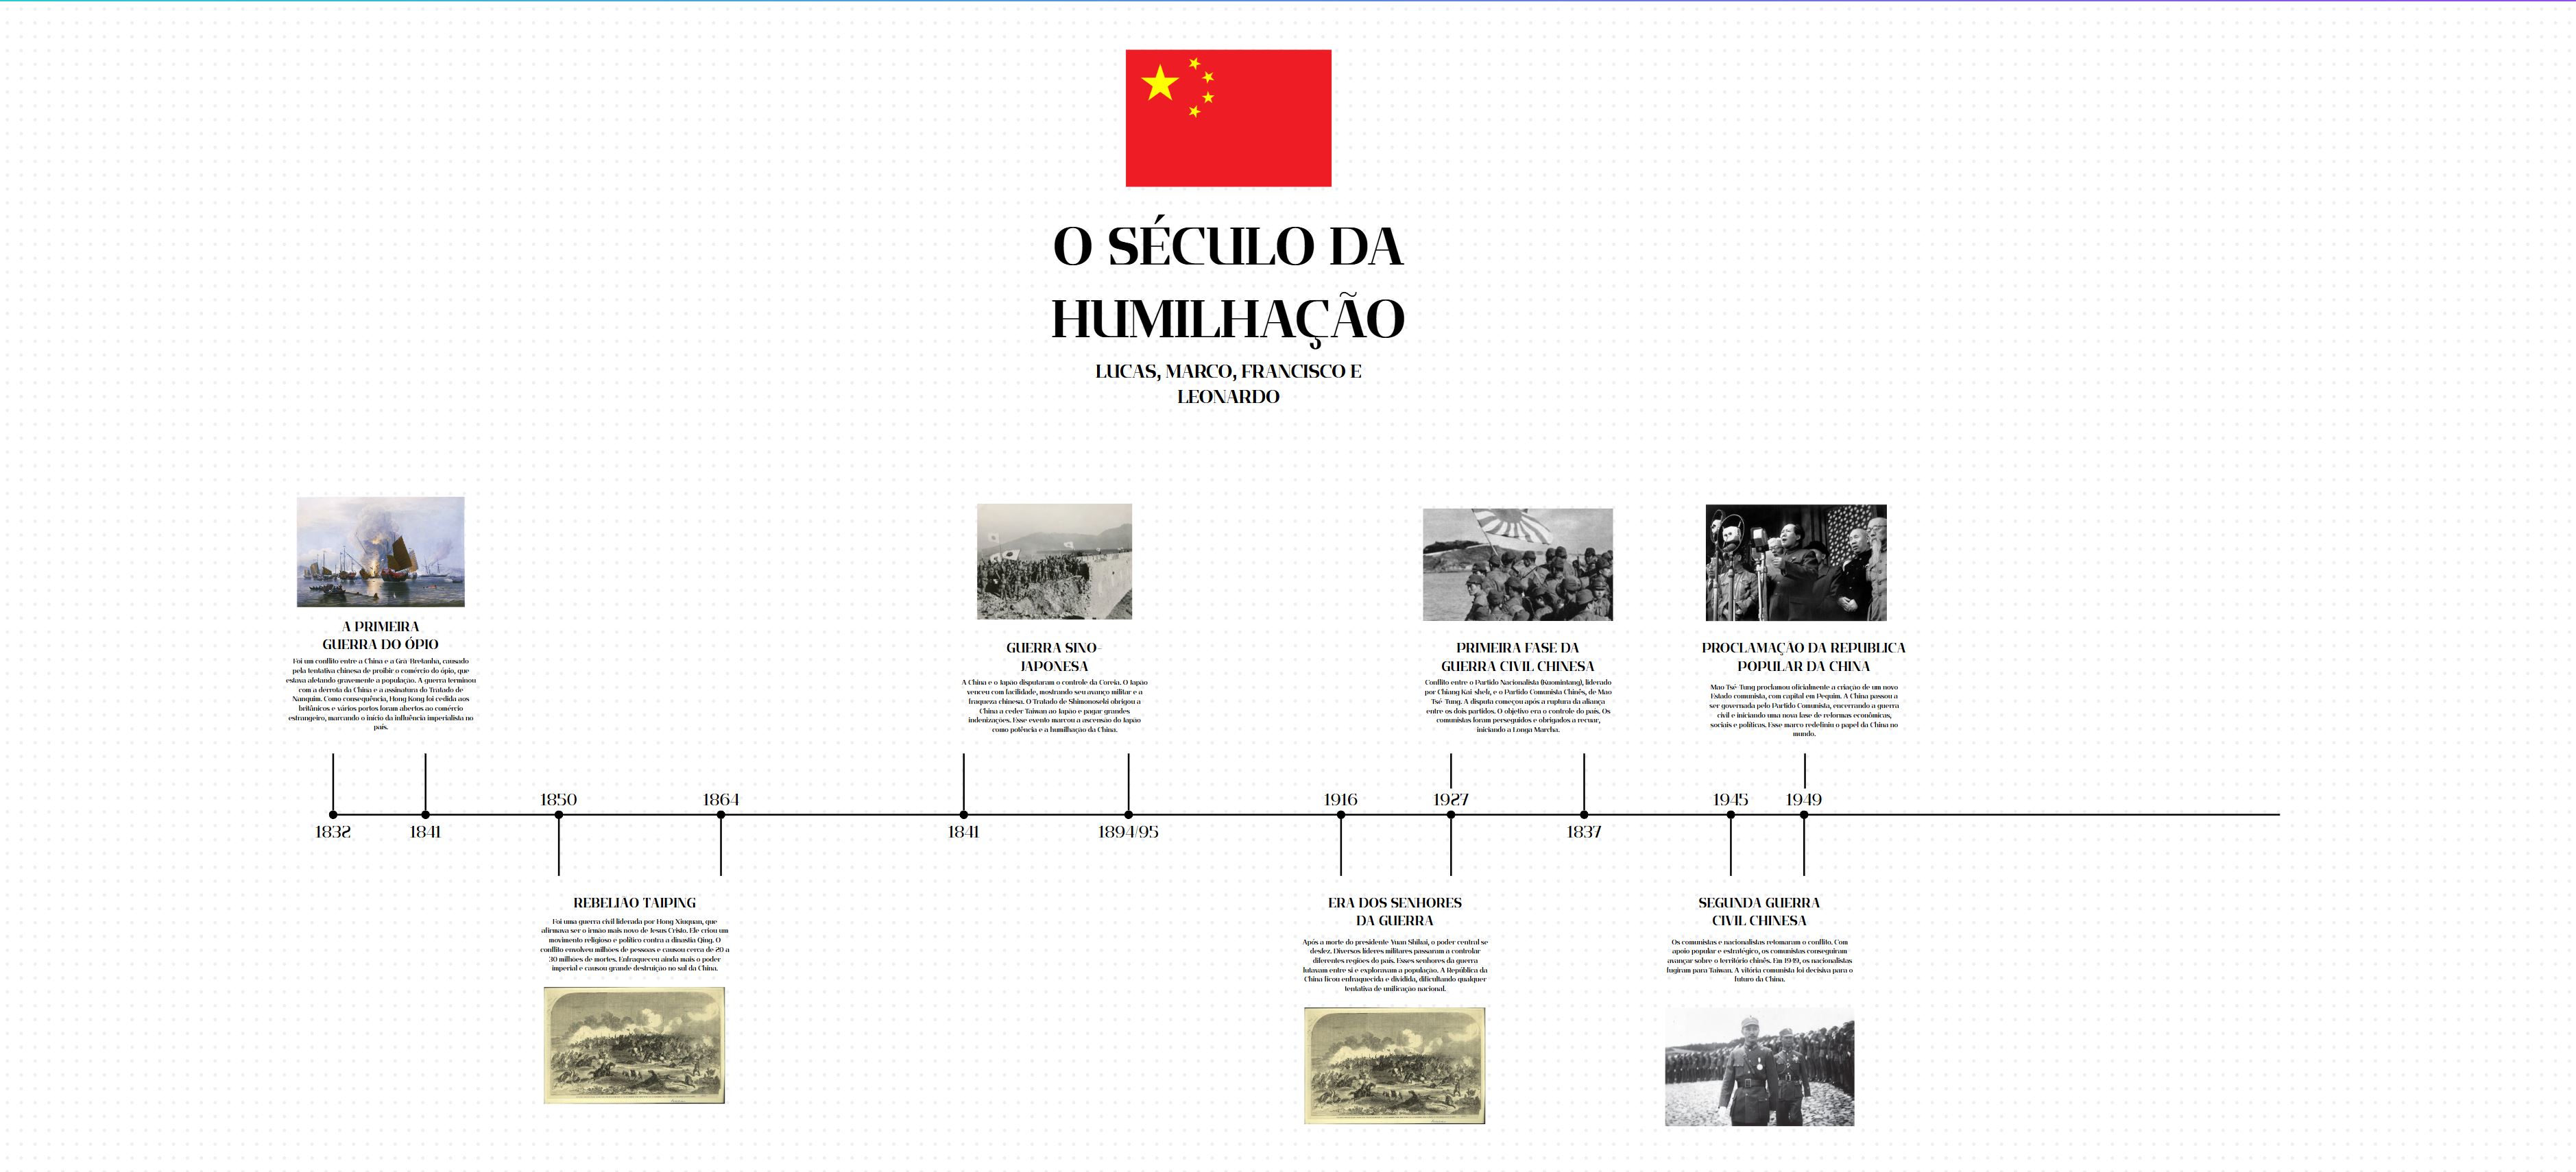 O SÉCULO DA
HUMILHAÇÃO
LUCAS, MARCO, FRANCISCO E
LEONARDO
A PRIMEIRA
GUERRA DO ÓPIO
Foi um conflito entre a China e a Grã-Bretanha, causado
pela tentativa chinesa de proibir o comércio do ópio, que
estava afetando gravemente a população. A guerra terminou
com a derrota da China e a assinatura do Tratado de
Nanquim. Como consequência, Hong Kong foi cedida aos
britânicos e vários portos foram abertos ao comércio
estrangeiro, marcando o início da influência imperialista no
país.
GUERRA SINO-
JAPONESA
A China e o Japão disputaram o controle da Coreia. O Japão
venceu com facilidade, mostrando seu avanço militar e a
fraqueza chinesa. O Tratado de Shimonoseki obrigou a
China a ceder Taiwan ao Japão e pagar grandes
indenizações. Esse evento marcou a ascensão do Japão
como potência e a humilhação da China.
PRIMEIRA FASE DA
GUERRA CIVIL CHINESA
Conflito entre o Partido Nacionalista (Kuomintang), liderado
por Chiang Kai-shek, e o Partido Comunista Chinês, de Mao
Tsé-Tung. A disputa começou após a ruptura da aliança
entre os dois partidos. O objetivo era o controle do país. Os
comunistas foram perseguidos e obrigados a recuar,
iniciando a Longa Marcha.
PROCLAMAÇÃO DA REPUBLICA
POPULAR DA CHINA
Mao Tsé-Tung proclamou oficialmente a criação de um novo
Estado comunista, com capital em Pequim. A China passou a
ser governada pelo Partido Comunista, encerrando a guerra
civil e iniciando uma nova fase de reformas econômicas,
sociais e políticas. Esse marco redefiniu o papel da China no
mundo.
1850
1864
1916
1927
1945
1949
1832
1841
1841
1894/95
1837
REBELIÃO TAIPING
Foi uma guerra civil liderada por Hong Xiuquan, que
afirmava ser o irmão mais novo de Jesus Cristo. Ele criou um
movimento religioso e político contra a dinastia Qing. O
conflito envolveu milhões de pessoas e causou cerca de 20 a
30 milhões de mortes. Enfraqueceu ainda mais o poder
imperial e causou grande destruição no sul da China.
ERA DOS SENHORES
DA GUERRA
Após a morte do presidente Yuan Shikai, o poder central se
desfez. Diversos líderes militares passaram a controlar
diferentes regiões do país. Esses senhores da guerra
lutavam entre si e exploravam a população. A República da
China ficou enfraquecida e dividida, dificultando qualquer
tentativa de unificação nacional.
SEGUNDA GUERRA
CIVIL CHINESA
Os comunistas e nacionalistas retomaram o conflito. Com
apoio popular e estratégico, os comunistas conseguiram
avançar sobre o território chinês. Em 1949, os nacionalistas
fugiram para Taiwan. A vitória comunista foi decisiva para o
futuro da China.